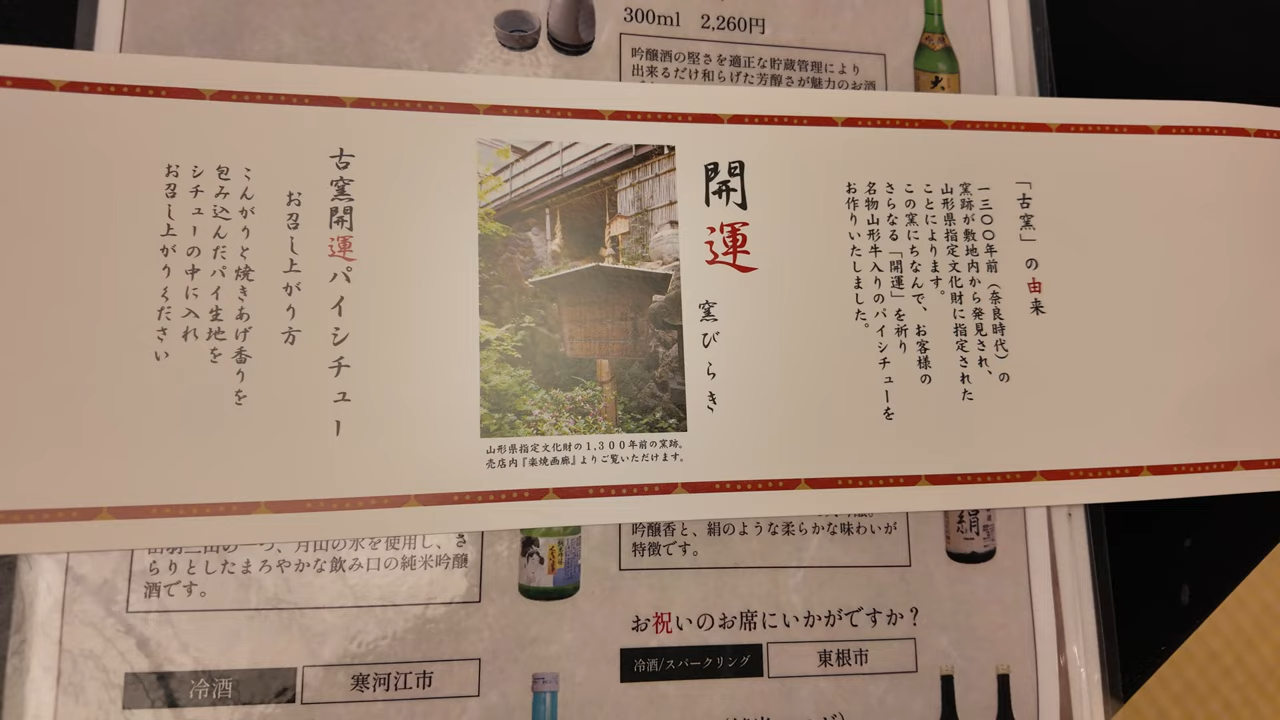 300ml 2,260円
吟醸酒の堅さを適正な貯蔵管理により
出来るだけ和らげた芳醇さが魅力のお酒
「古窯」の由来
一三〇〇年前（奈良時代）の
窯跡が敷地内から発見され、
山形県指定文化財に指定された
ことによります。
この窯にちなんで、お客様の
さらなる「開運」を祈り
名物山形牛入りのパイシチューを
お作りいたしました。
開運 窯びらき
山形県指定文化財の1,300年前の窯跡。
売店内『楽焼画廊』よりご覧いただけます。
古窯開運パイシチュー
お召し上がり方
こんがりと焼きあげ香りを
包み込んだパイ生地を
シチューの中に入れ
お召し上がりください
月山の水を使用し、さ
らりとしたまろやかな飲み口の純米吟醸
酒です。
冷酒
寒河江市
吟醸香と、絹のような柔らかな味わいが
特徴です。
絹
お祝いのお席にいかがですか？
冷酒/スパークリング
東根市